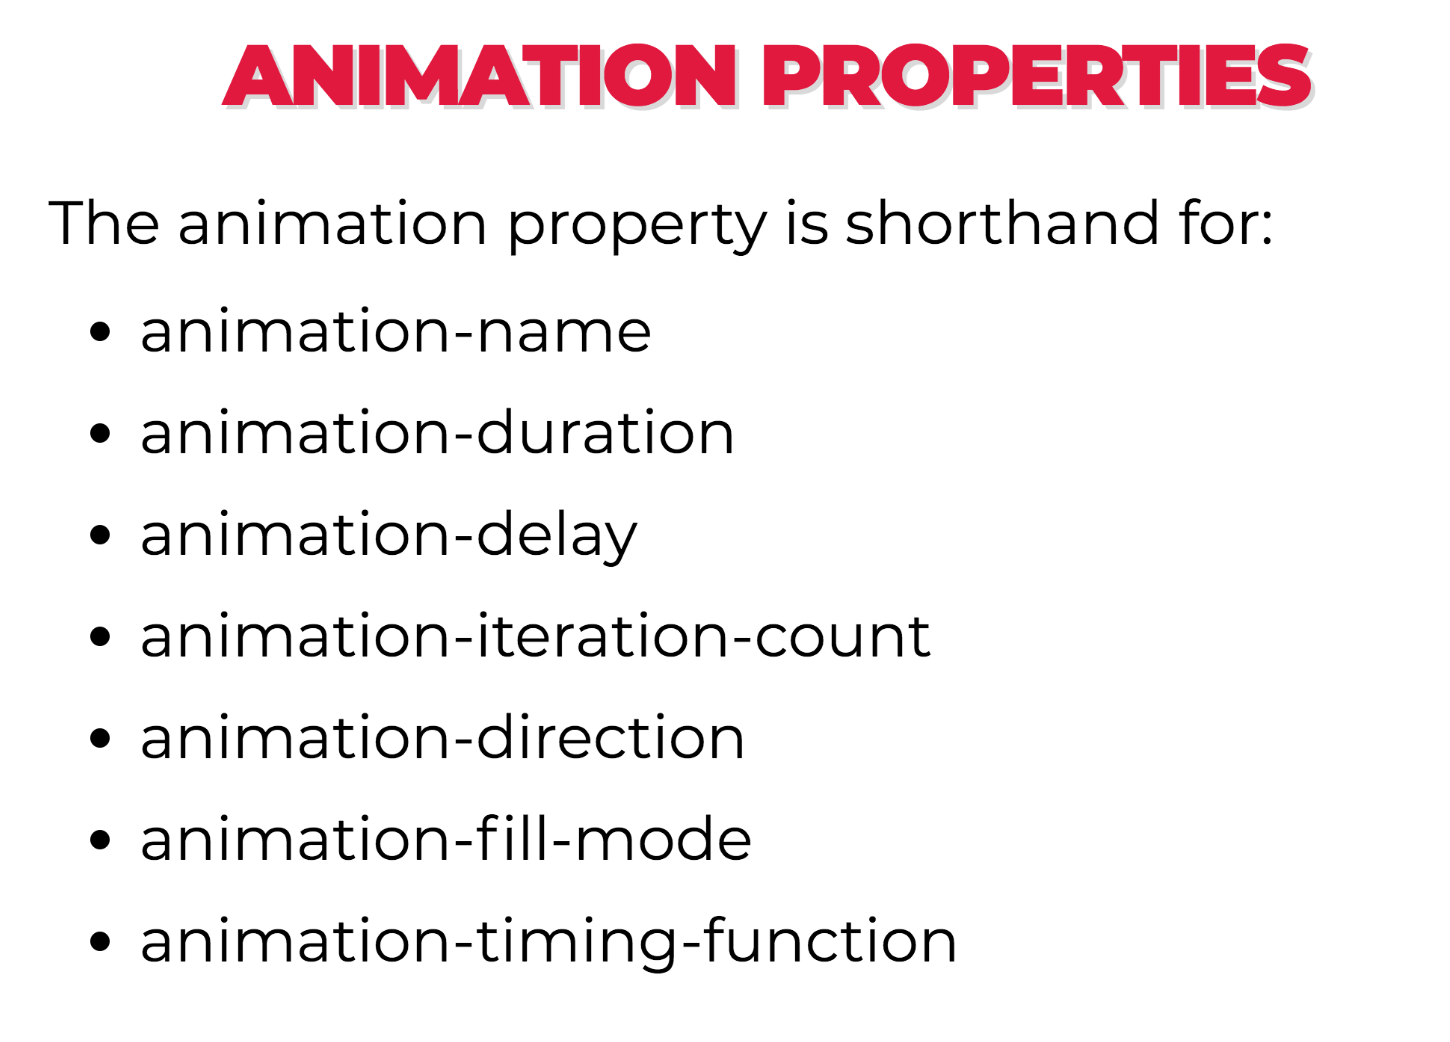 ANIMATION PROPERTIES
The animation property is shorthand for:
• animation-name
• animation-duration
• animation-delay
• animation-iteration-count
• animation-direction
• animation-fill-mode
• animation-timing-function